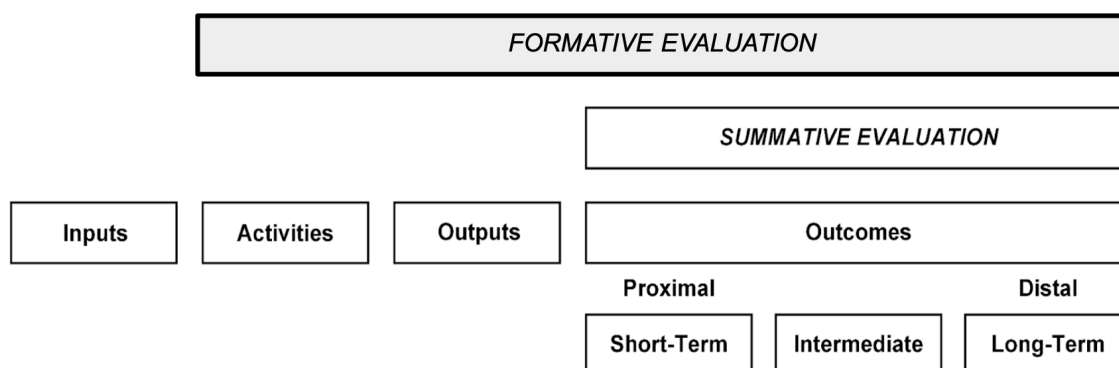 FORMATIVE EVALUATION
SUMMATIVE EVALUATION
Inputs Activities Outputs Outcomes
Proximal Distal
Short-Term Intermediate Long-Term